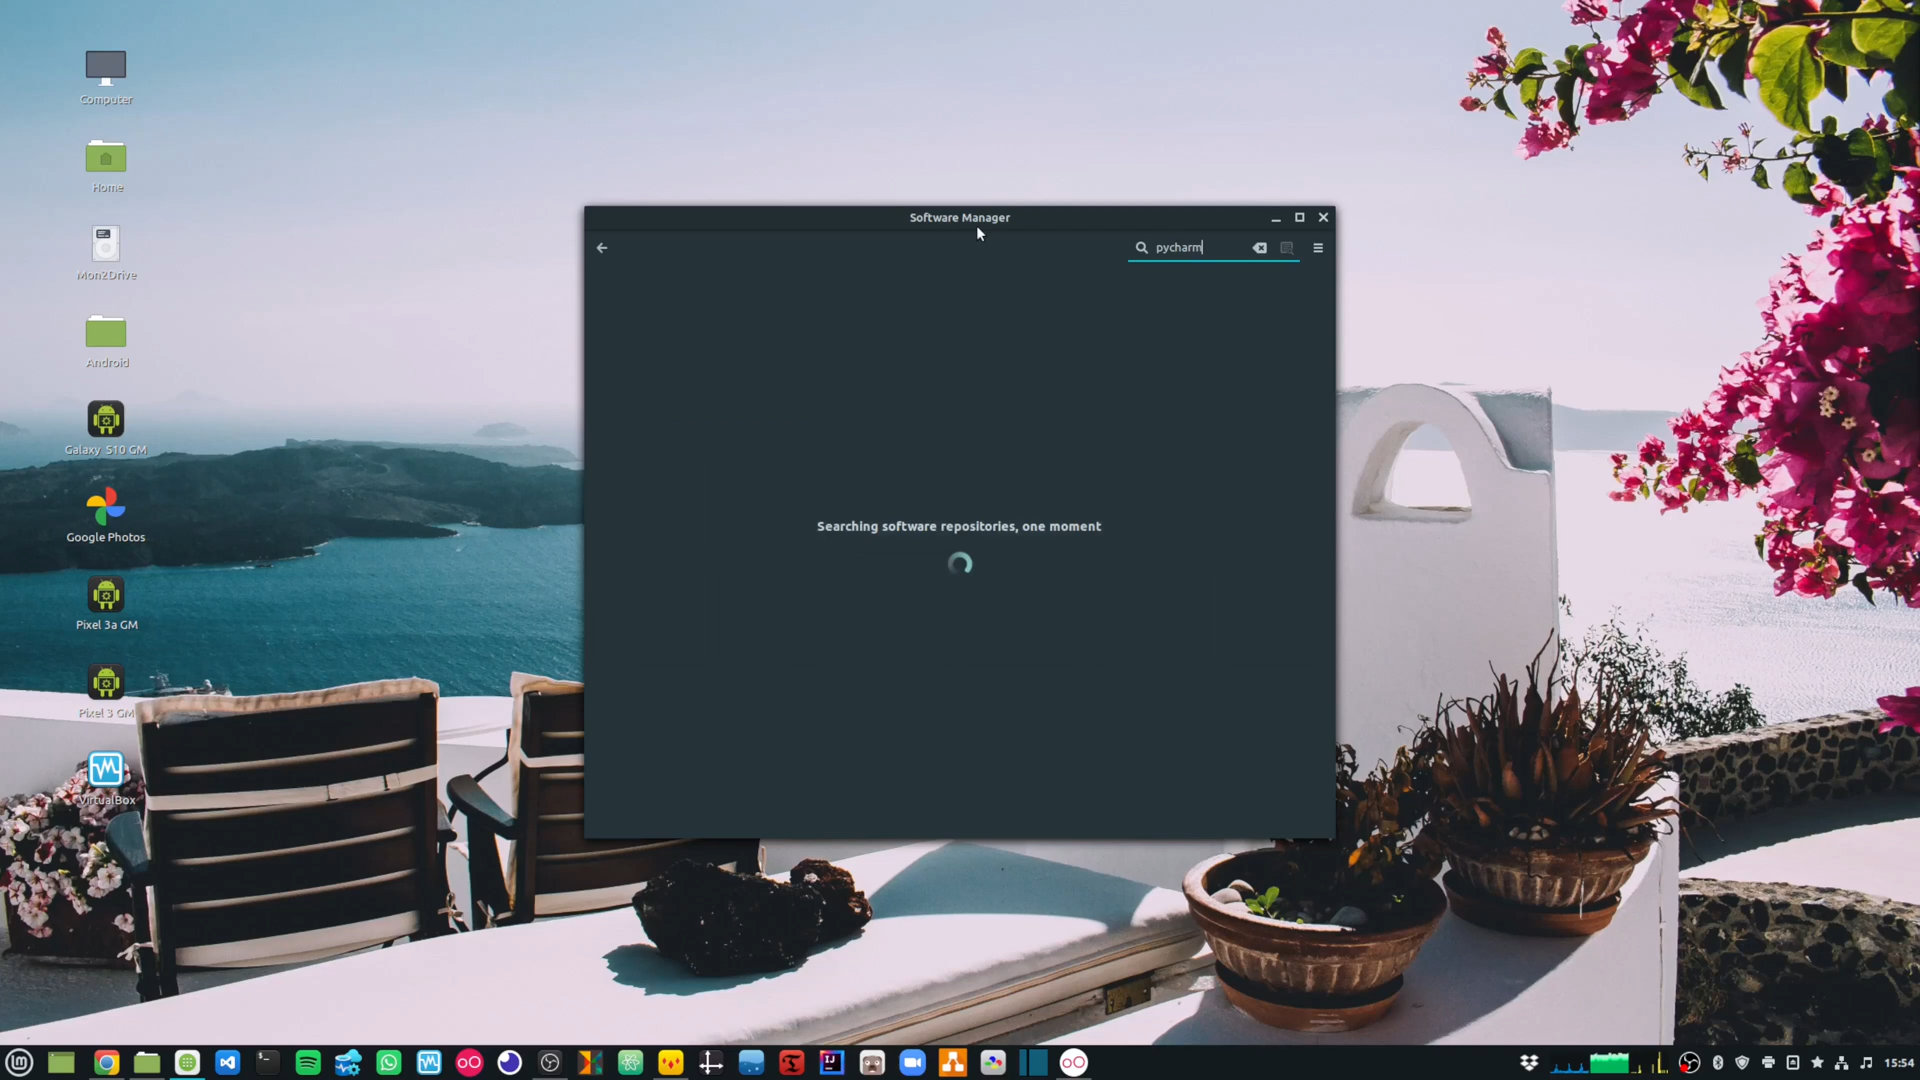 Computer
Home
Mon2Drive
Android
Galaxy S10 GM
Google Photos
Pixel 3a GM
Pixel 3 GM
VirtualBox
Software Manager
pycharm
Searching software repositories, one moment
15:54